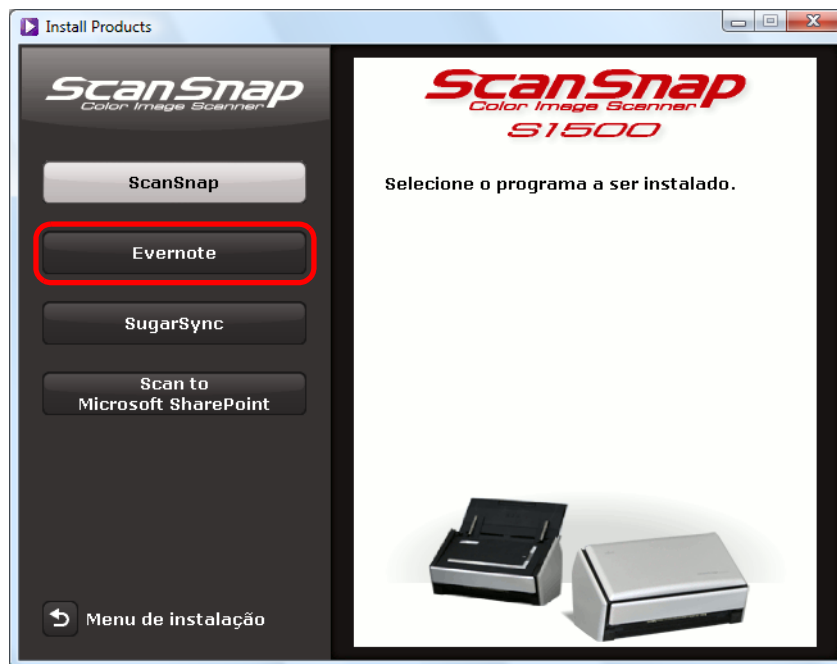 Install Products
ScanSnap
Color Image Scanner
ScanSnap
Evernote
SugarSync
Scan to
Microsoft SharePoint
Menu de instalação
ScanSnap
Color Image Scanner
S1500
Selecione o programa a ser instalado.